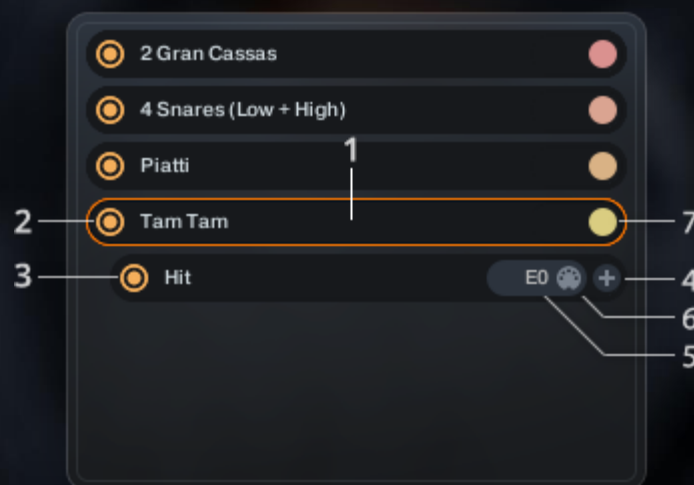 2 Gran Cassas
4 Snares (Low + High)
1
Piatti
2 Tam Tam 7
3 Hit E0 + 4
6
5